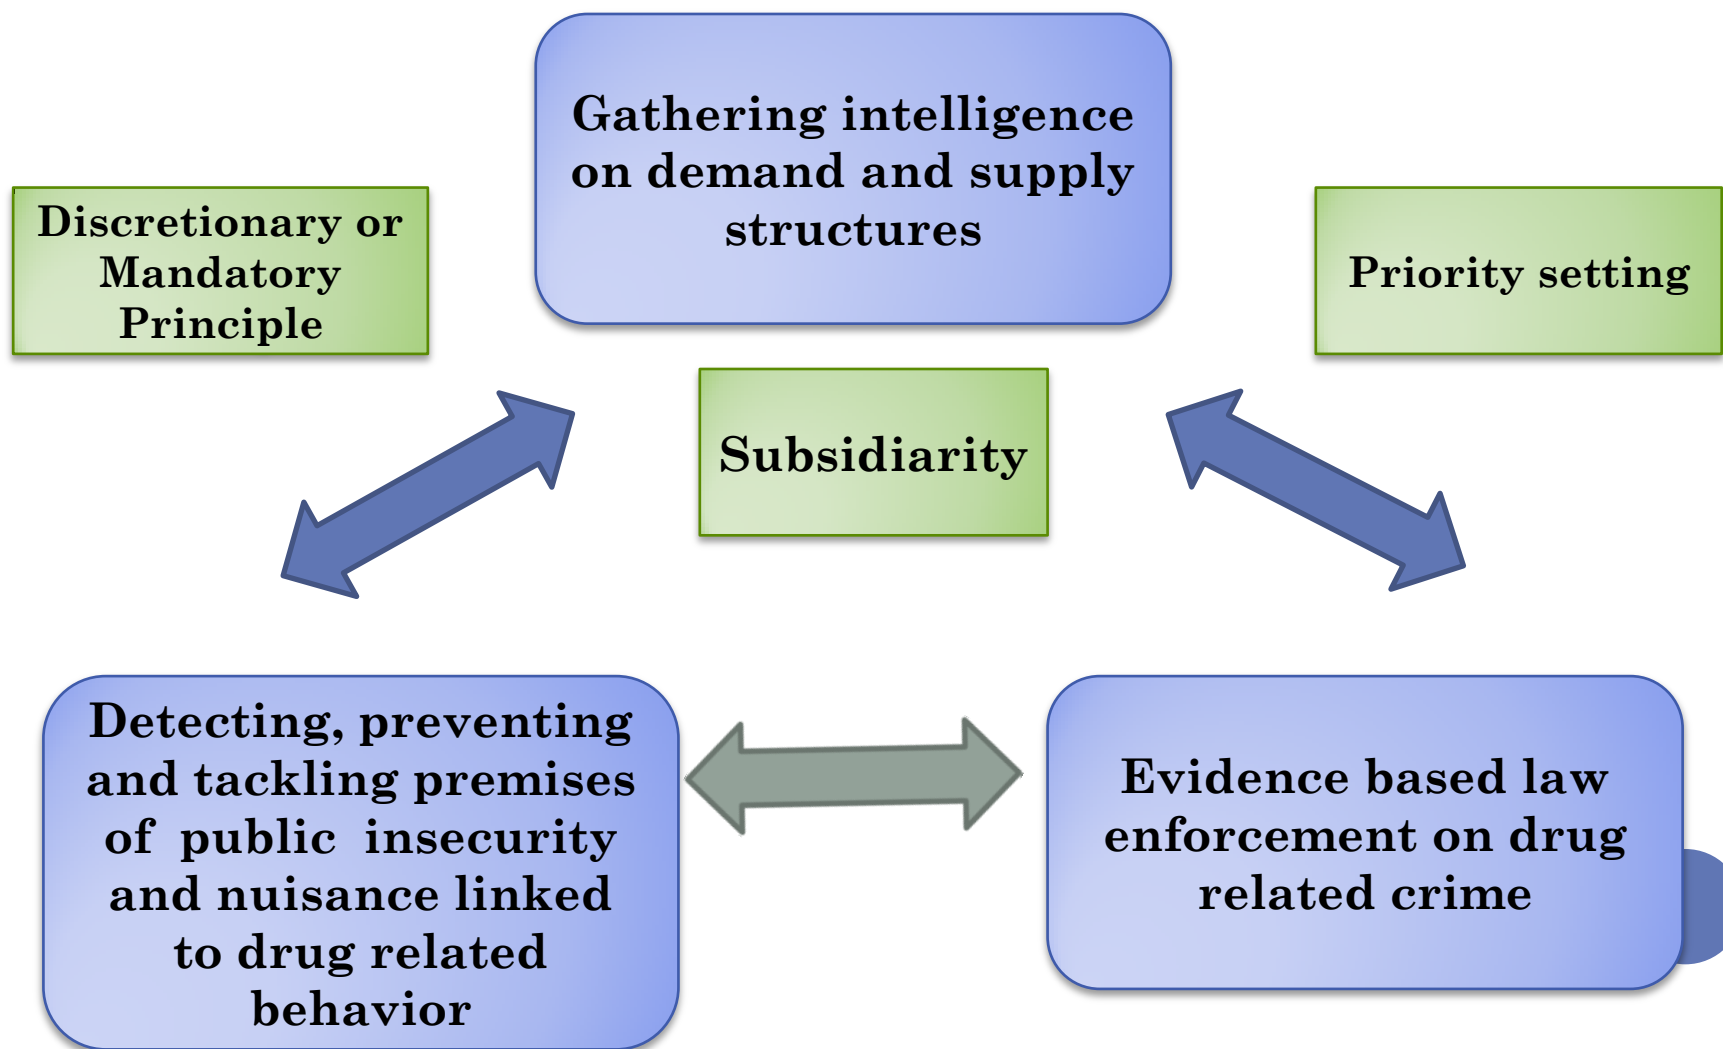 Gathering intelligence
on demand and supply
structures
Discretionary or
Mandatory
Principle
Priority setting
Subsidiarity
Detecting, preventing
and tackling premises
of public insecurity
and nuisance linked
to drug related
behavior
Evidence based law
enforcement on drug
related crime